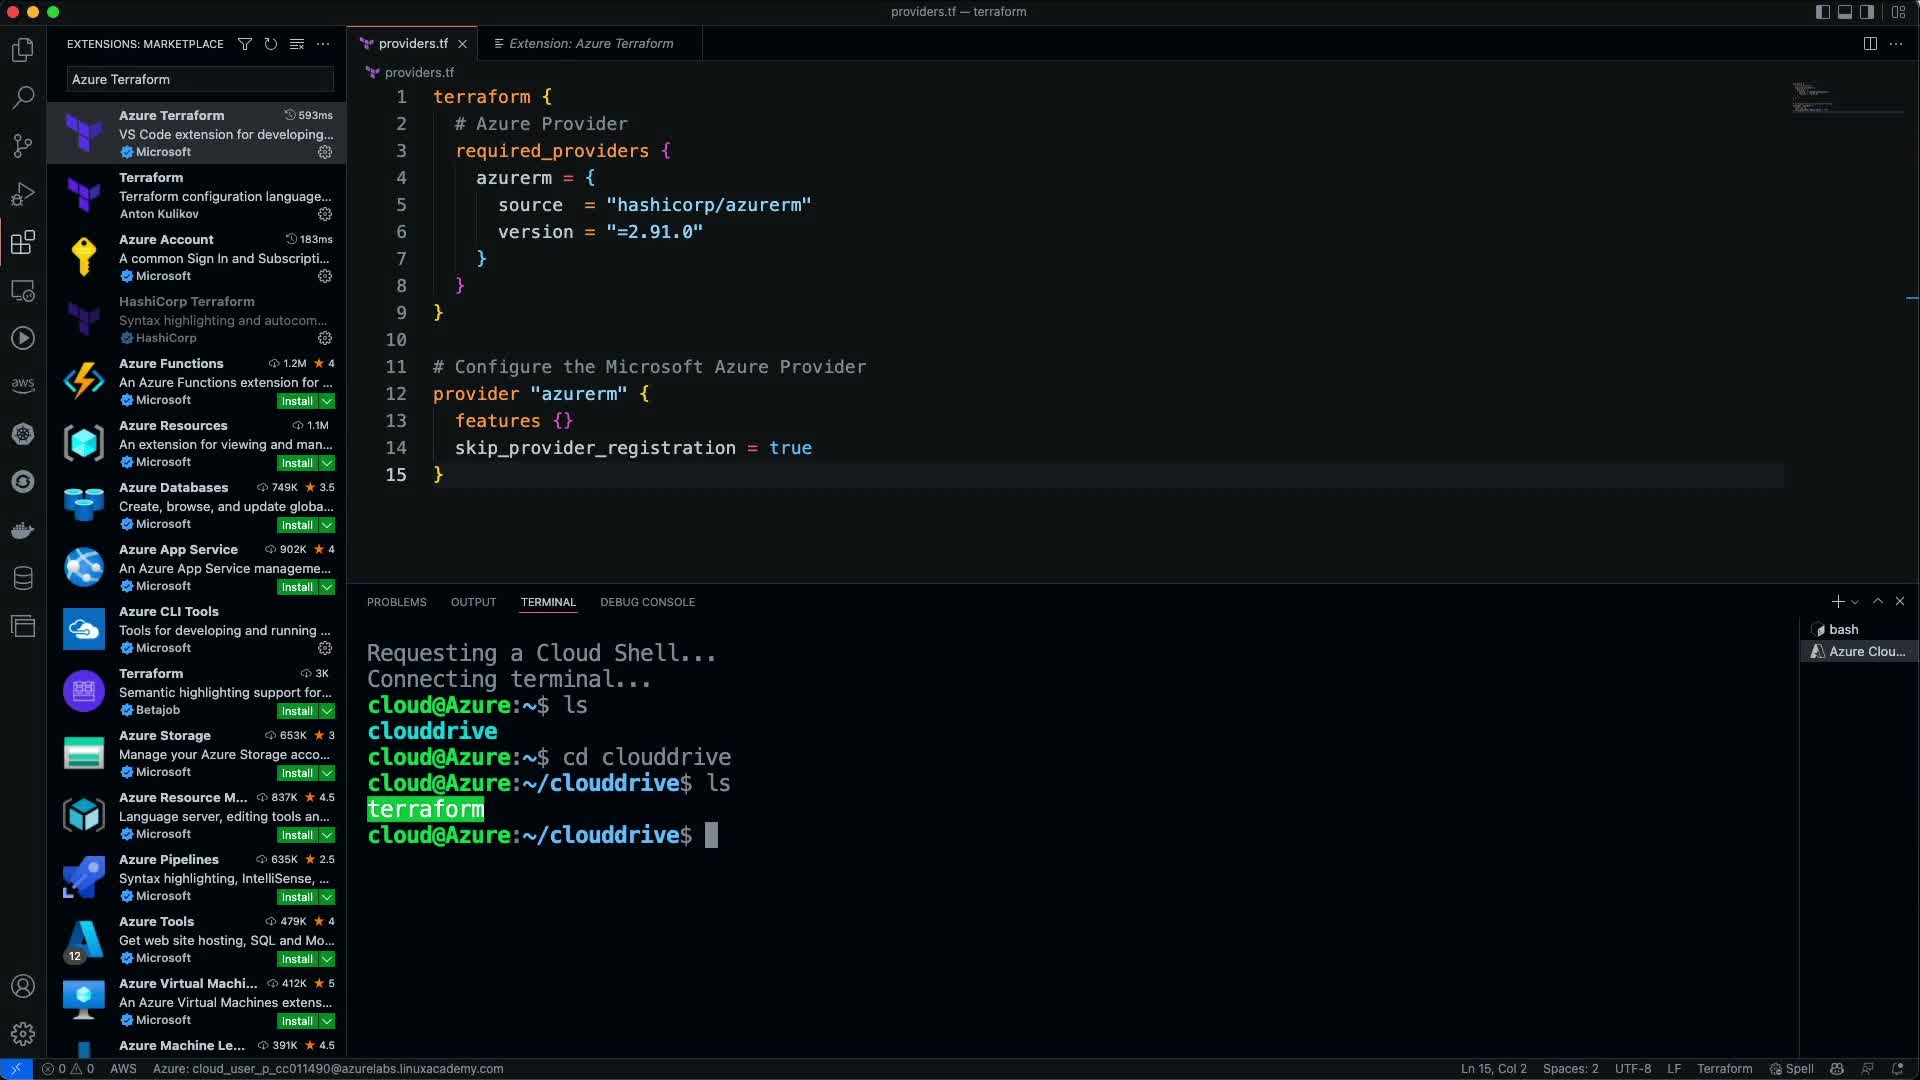 providers.tf — terraform
EXTENSIONS: MARKETPLACE
Azure Terraform
Azure Terraform 593ms
VS Code extension for developing...
Microsoft
Terraform
Terraform configuration language...
Anton Kulikov
Azure Account 183ms
A common Sign In and Subscripti...
Microsoft
HashiCorp Terraform
Syntax highlighting and autocom...
HashiCorp
Azure Functions 1.2M ★ 4
An Azure Functions extension for ...
Microsoft Install
Azure Resources 1.1M
An extension for viewing and man...
Microsoft Install
Azure Databases 749K ★ 3.5
Create, browse, and update globa...
Microsoft Install
Azure App Service 902K ★ 4
An Azure App Service manageme...
Microsoft Install
Azure CLI Tools
Tools for developing and running ...
Microsoft
Terraform 3K
Semantic highlighting support for...
Betajob Install
Azure Storage 653K ★ 3
Manage your Azure Storage acco...
Microsoft Install
Azure Resource M... 837K ★ 4.5
Language server, editing tools an...
Microsoft Install
Azure Pipelines 635K ★ 2.5
Syntax highlighting, IntelliSense, ...
Microsoft Install
Azure Tools 479K ★ 4
Get web site hosting, SQL and Mo...
12
Microsoft Install
Azure Virtual Machi... 412K ★ 5
An Azure Virtual Machines extens...
Microsoft Install
Azure Machine Le... 391K ★ 4.5
aws
providers.tf
Extension: Azure Terraform
providers.tf
1 terraform {
2 # Azure Provider
3 required_providers {
4 azurerm = {
5 source  = "hashicorp/azurerm"
6 version = "=2.91.0"
7 }
8 }
9 }
10
11 # Configure the Microsoft Azure Provider
12 provider "azurerm" {
13 features {}
14 skip_provider_registration = true
15 }
PROBLEMS OUTPUT TERMINAL DEBUG CONSOLE
Requesting a Cloud Shell...
Connecting terminal...
cloud@Azure:~$ ls
clouddrive
cloud@Azure:~$ cd clouddrive
cloud@Azure:~/clouddrive$ ls
terraform
cloud@Azure:~/clouddrive$
bash
Azure Clou...
0 0 AWS Azure: cloud_user_p_cc011490@azurelabs.linuxacademy.com
Ln 15, Col 2 Spaces: 2 UTF-8 LF Terraform Spell